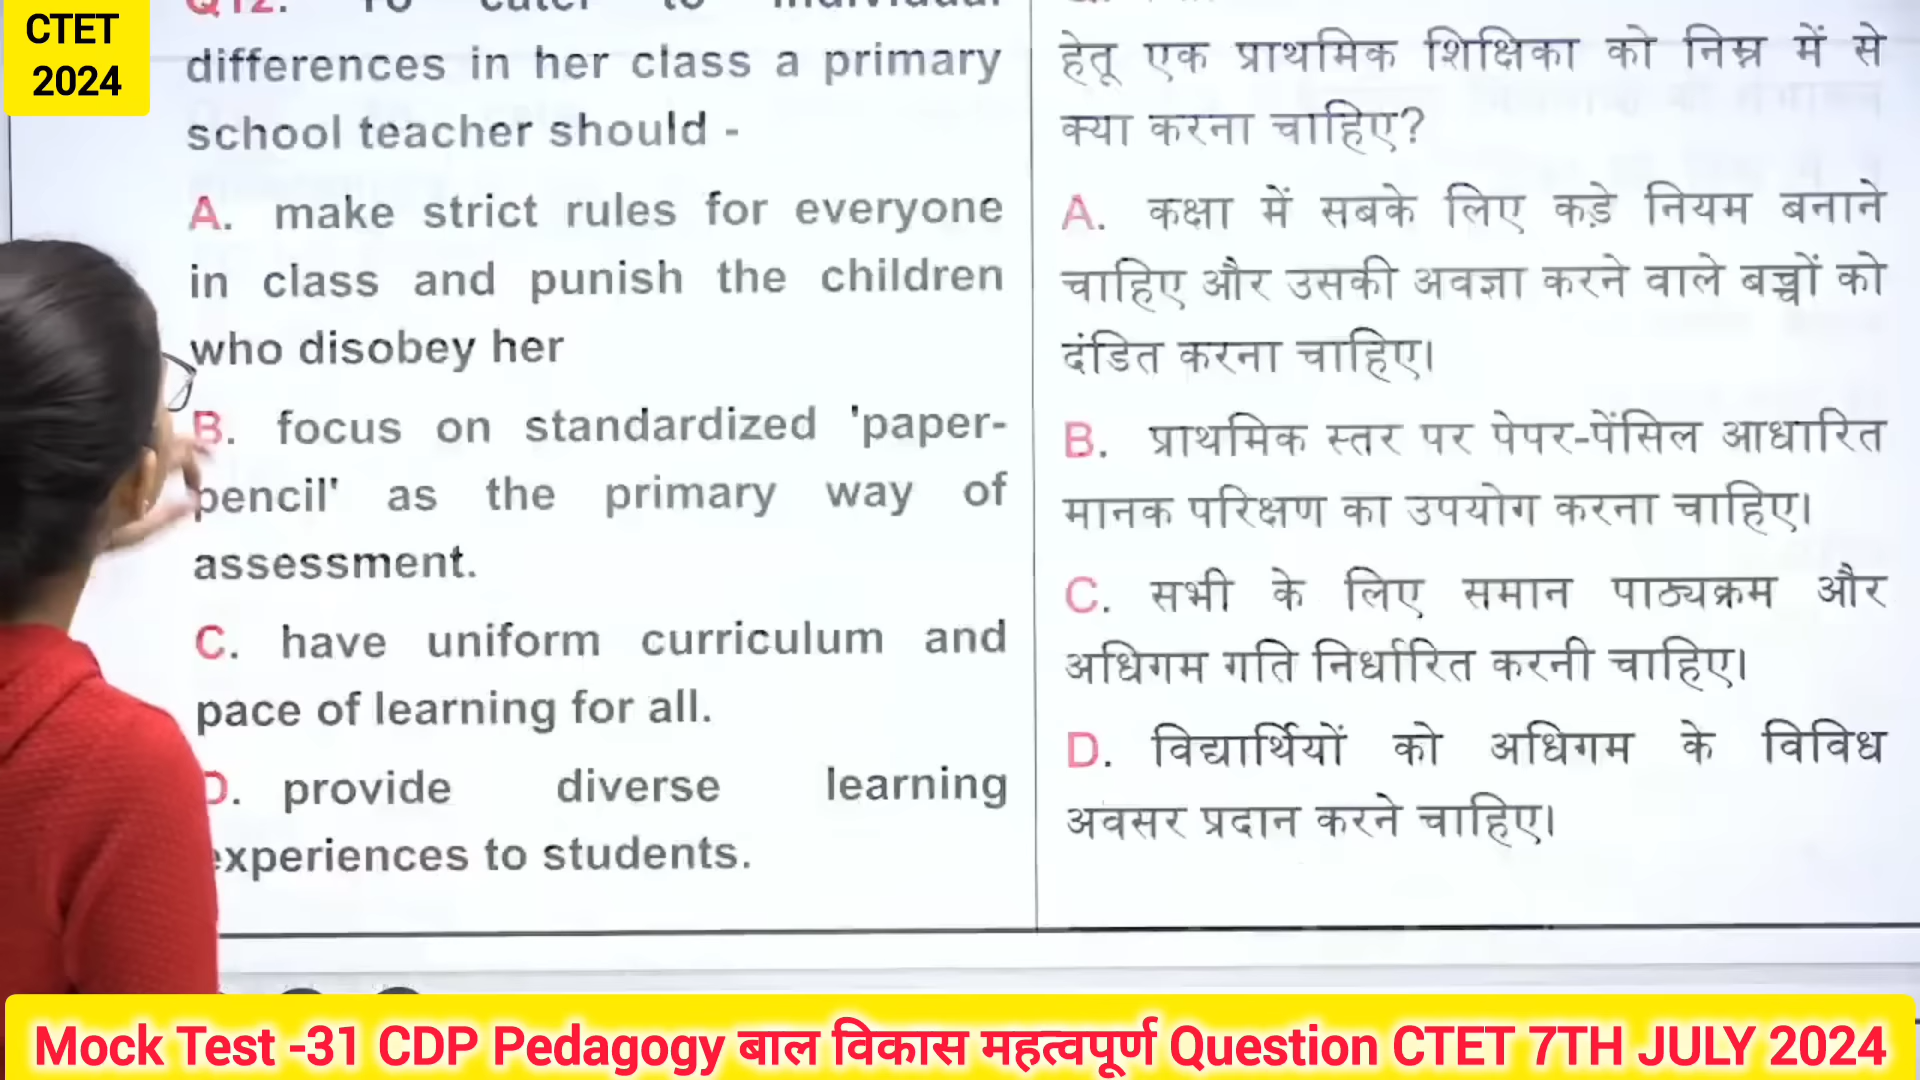 CTET
2024
Q12. To cater to individual
differences in her class a primary
school teacher should -
A. make strict rules for everyone
in class and punish the children
who disobey her
B. focus on standardized 'paper-
pencil' as the primary way of
assessment.
C. have uniform curriculum and
pace of learning for all.
D. provide diverse learning
experiences to students.
हेतू एक प्राथमिक शिक्षिका को निम्न में से
क्या करना चाहिए?
A. कक्षा में सबके लिए कड़े नियम बनाने
चाहिए और उसकी अवज्ञा करने वाले बच्चों को
दंडित करना चाहिए।
B. प्राथमिक स्तर पर पेपर-पेंसिल आधारित
मानक परिक्षण का उपयोग करना चाहिए।
C. सभी के लिए समान पाठ्यक्रम और
अधिगम गति निर्धारित करनी चाहिए।
D. विद्यार्थियों को अधिगम के विविध
अवसर प्रदान करने चाहिए।
Mock Test -31 CDP Pedagogy बाल विकास महत्वपूर्ण Question CTET 7TH JULY 2024